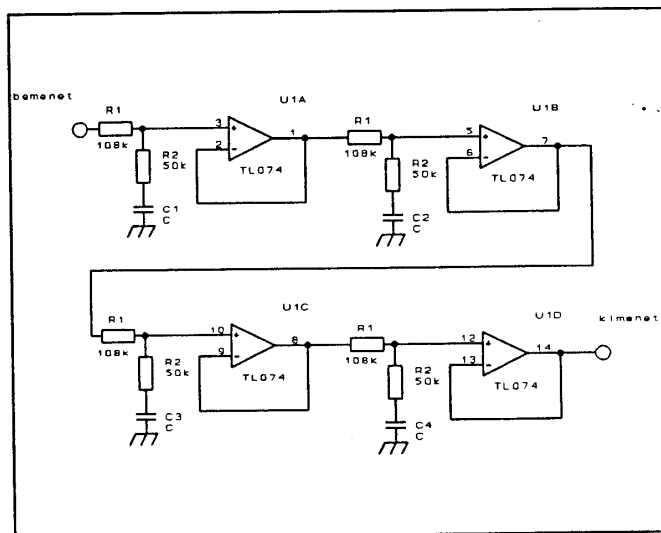 bemenet
R1
108k
R2
50k
C1
C
U1A
3
2
1
+
-
TL074
R1
108k
R2
50k
C2
C
U1B
5
6
7
+
-
TL074
R1
108k
R2
50k
C3
C
U1C
10
9
8
+
-
TL074
R1
108k
R2
50k
C4
C
U1D
12
13
14
+
-
TL074
kimenet